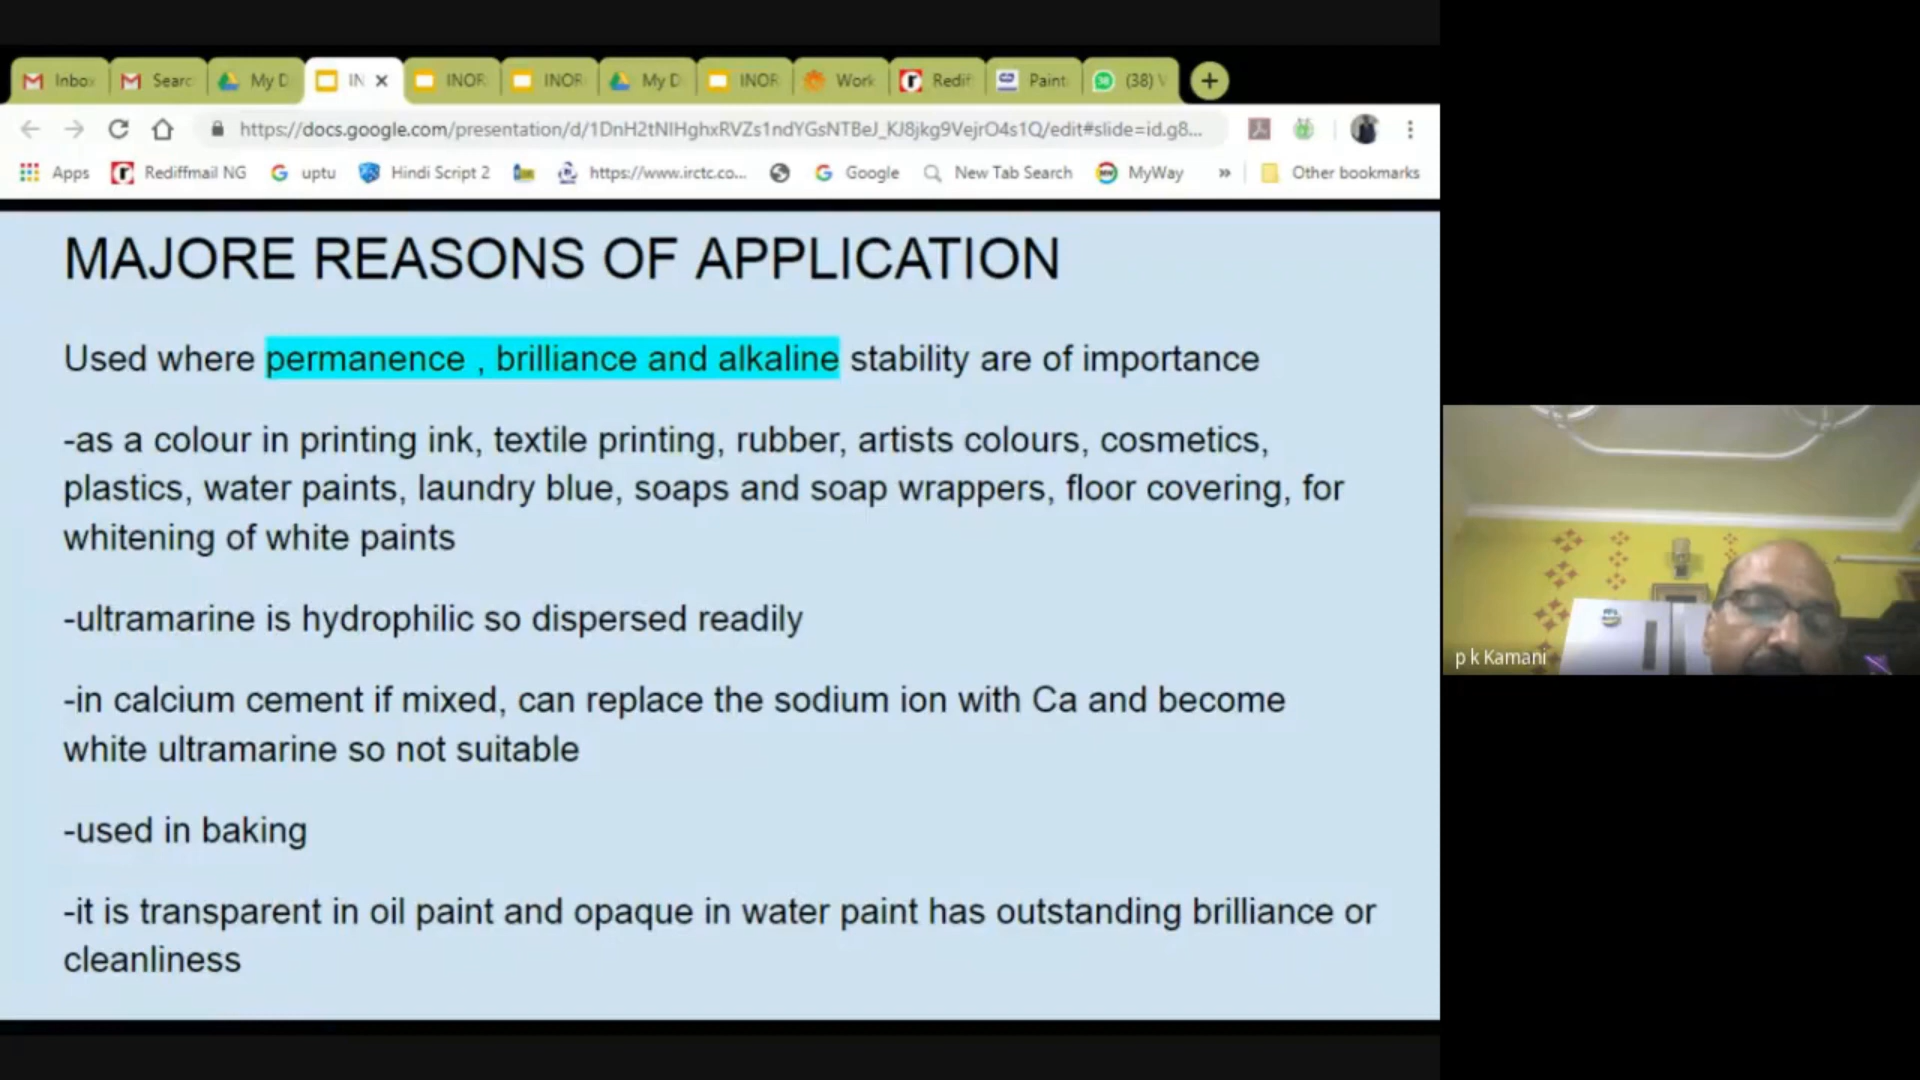 Inbox
Searc
My D
IN
INOR
INOR
My D
INOR
Work
Redif
Paint
(38)
https://docs.google.com/presentation/d/1DnH2tNIHghxRVZs1ndYGsNTBeJ_KJ8jkg9VejrO4s1Q/edit#slide=id.g8...
Apps
Rediffmail NG
uptu
Hindi Script 2
https://www.irctc.co...
Google
New Tab Search
MyWay
»
Other bookmarks
MAJORE REASONS OF APPLICATION
Used where permanence , brilliance and alkaline stability are of importance
-as a colour in printing ink, textile printing, rubber, artists colours, cosmetics,
plastics, water paints, laundry blue, soaps and soap wrappers, floor covering, for
whitening of white paints
-ultramarine is hydrophilic so dispersed readily
-in calcium cement if mixed, can replace the sodium ion with Ca and become
white ultramarine so not suitable
-used in baking
-it is transparent in oil paint and opaque in water paint has outstanding brilliance or
cleanliness
p k Kamani